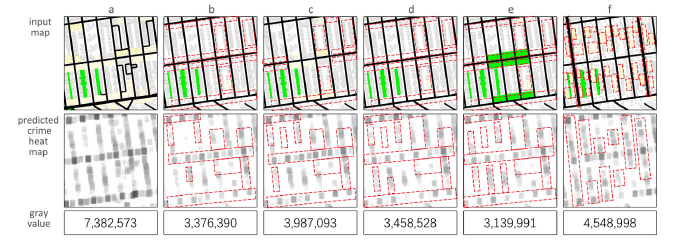 a b c d e f
input
map
predicted
crime
heat
map
gray
value
7,382,573 3,376,390 3,987,093 3,458,528 3,139,991 4,548,998